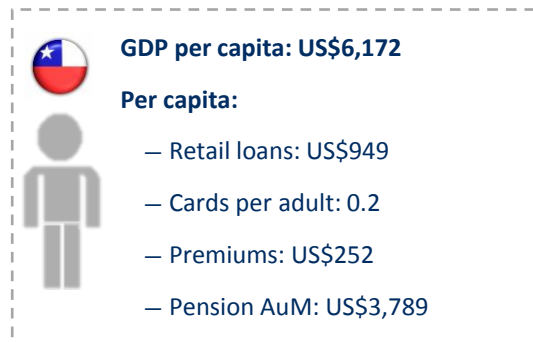 GDP per capita: US$6,172
Per capita:
— Retail loans: US$949
— Cards per adult: 0.2
— Premiums: US$252
— Pension AuM: US$3,789